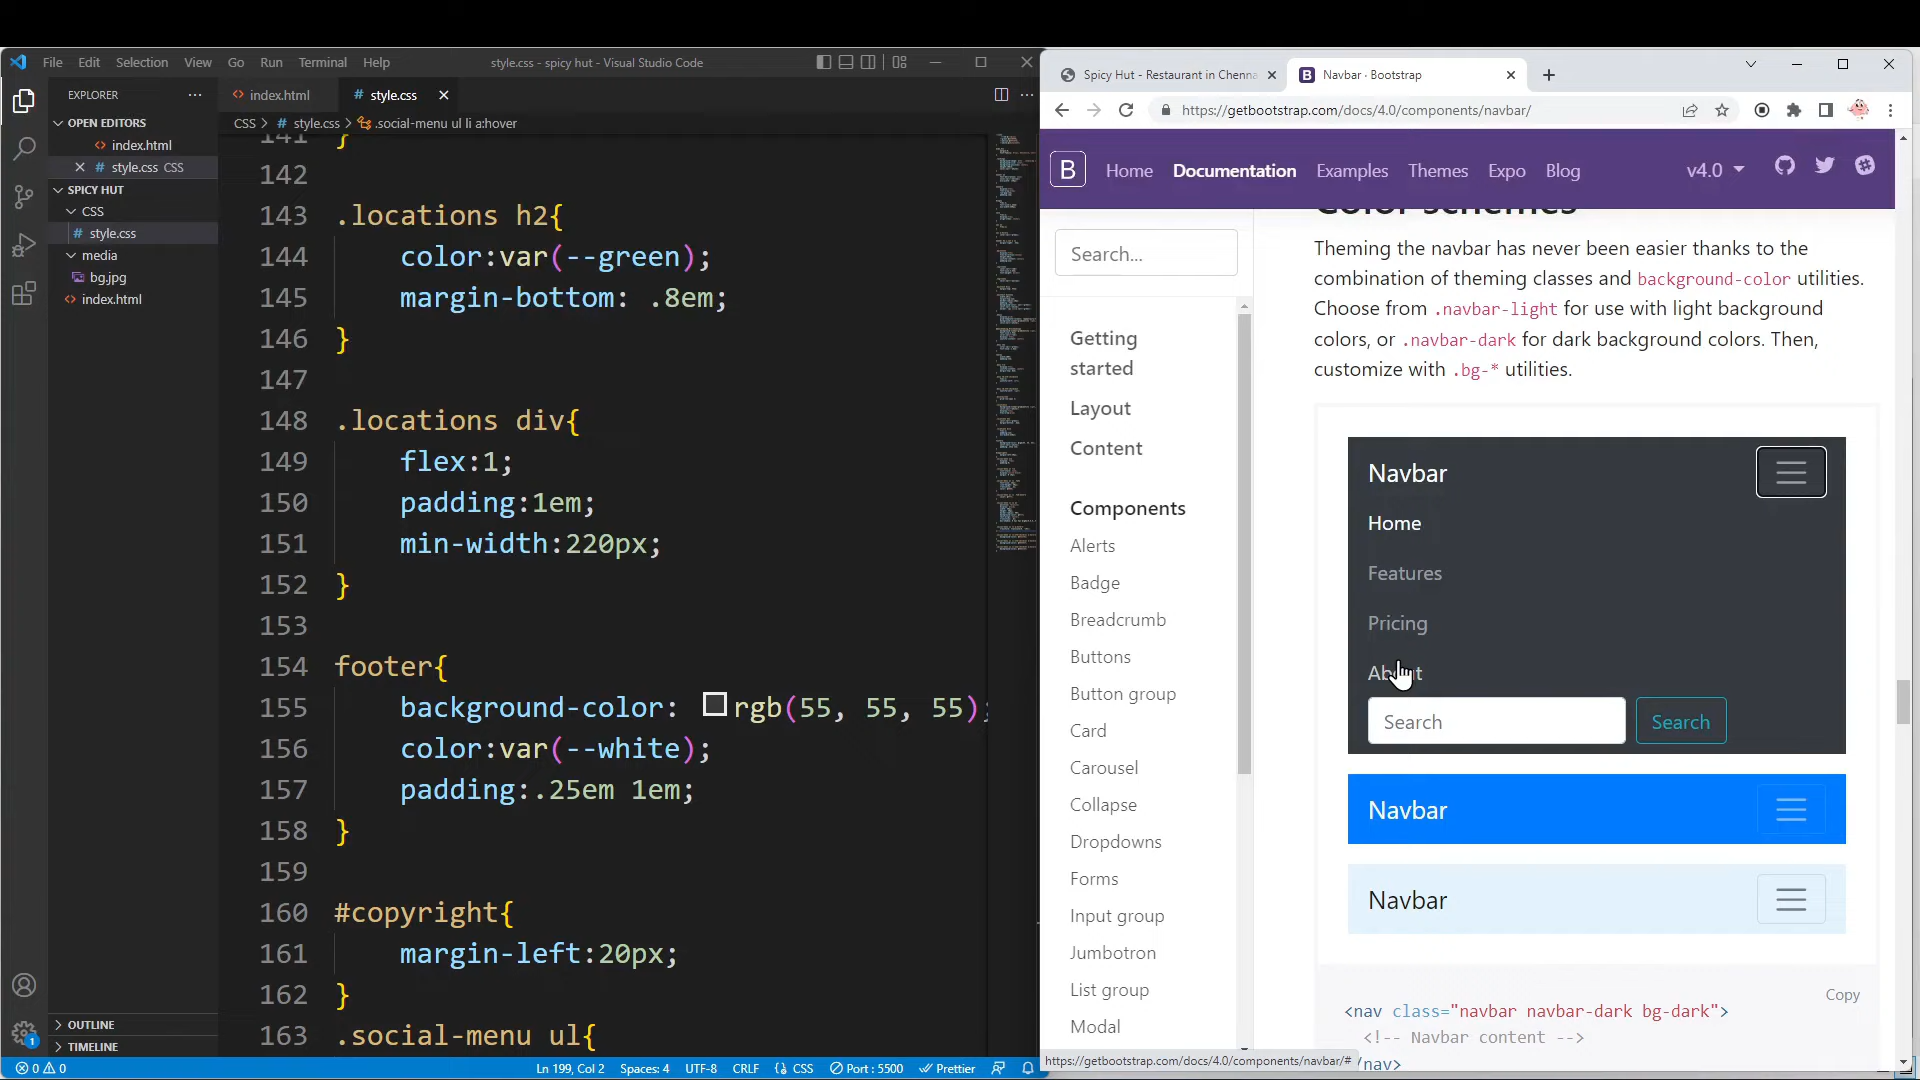 File Edit Selection View Go Run Terminal Help
style.css - spicy hut - Visual Studio Code
EXPLORER
OPEN EDITORS
index.html
style.css CSS
SPICY HUT
CSS
style.css
media
bg.jpg
index.html
OUTLINE
TIMELINE
index.html
# style.css
CSS > # style.css > .social-menu ul li a:hover
141 }
142
143 .locations h2{
144 color:var(--green);
145 margin-bottom: .8em;
146 }
147
148 .locations div{
149 flex:1;
150 padding:1em;
151 min-width:220px;
152 }
153
154 footer{
155 background-color: rgb(55, 55, 55);
156 color:var(--white);
157 padding:.25em 1em;
158 }
159
160 #copyright{
161 margin-left:20px;
162 }
163 .social-menu ul{
1
0 0
Ln 199, Col 2 Spaces: 4 UTF-8 CRLF {} CSS Port : 5500 Prettier
Spicy Hut - Restaurant in Chenna
B Navbar · Bootstrap
https://getbootstrap.com/docs/4.0/components/navbar/
B Home Documentation Examples Themes Expo Blog v4.0
Search...
Getting
started
Layout
Content
Components
Alerts
Badge
Breadcrumb
Buttons
Button group
Card
Carousel
Collapse
Dropdowns
Forms
Input group
Jumbotron
List group
Modal
Color schemes
Theming the navbar has never been easier thanks to the
combination of theming classes and background-color utilities.
Choose from .navbar-light for use with light background
colors, or .navbar-dark for dark background colors. Then,
customize with .bg-* utilities.
Navbar
Home
Features
Pricing
About
Search Search
Navbar
Navbar
Copy
<nav class="navbar navbar-dark bg-dark">
<!-- Navbar content -->
/nav>
https://getbootstrap.com/docs/4.0/components/navbar/#